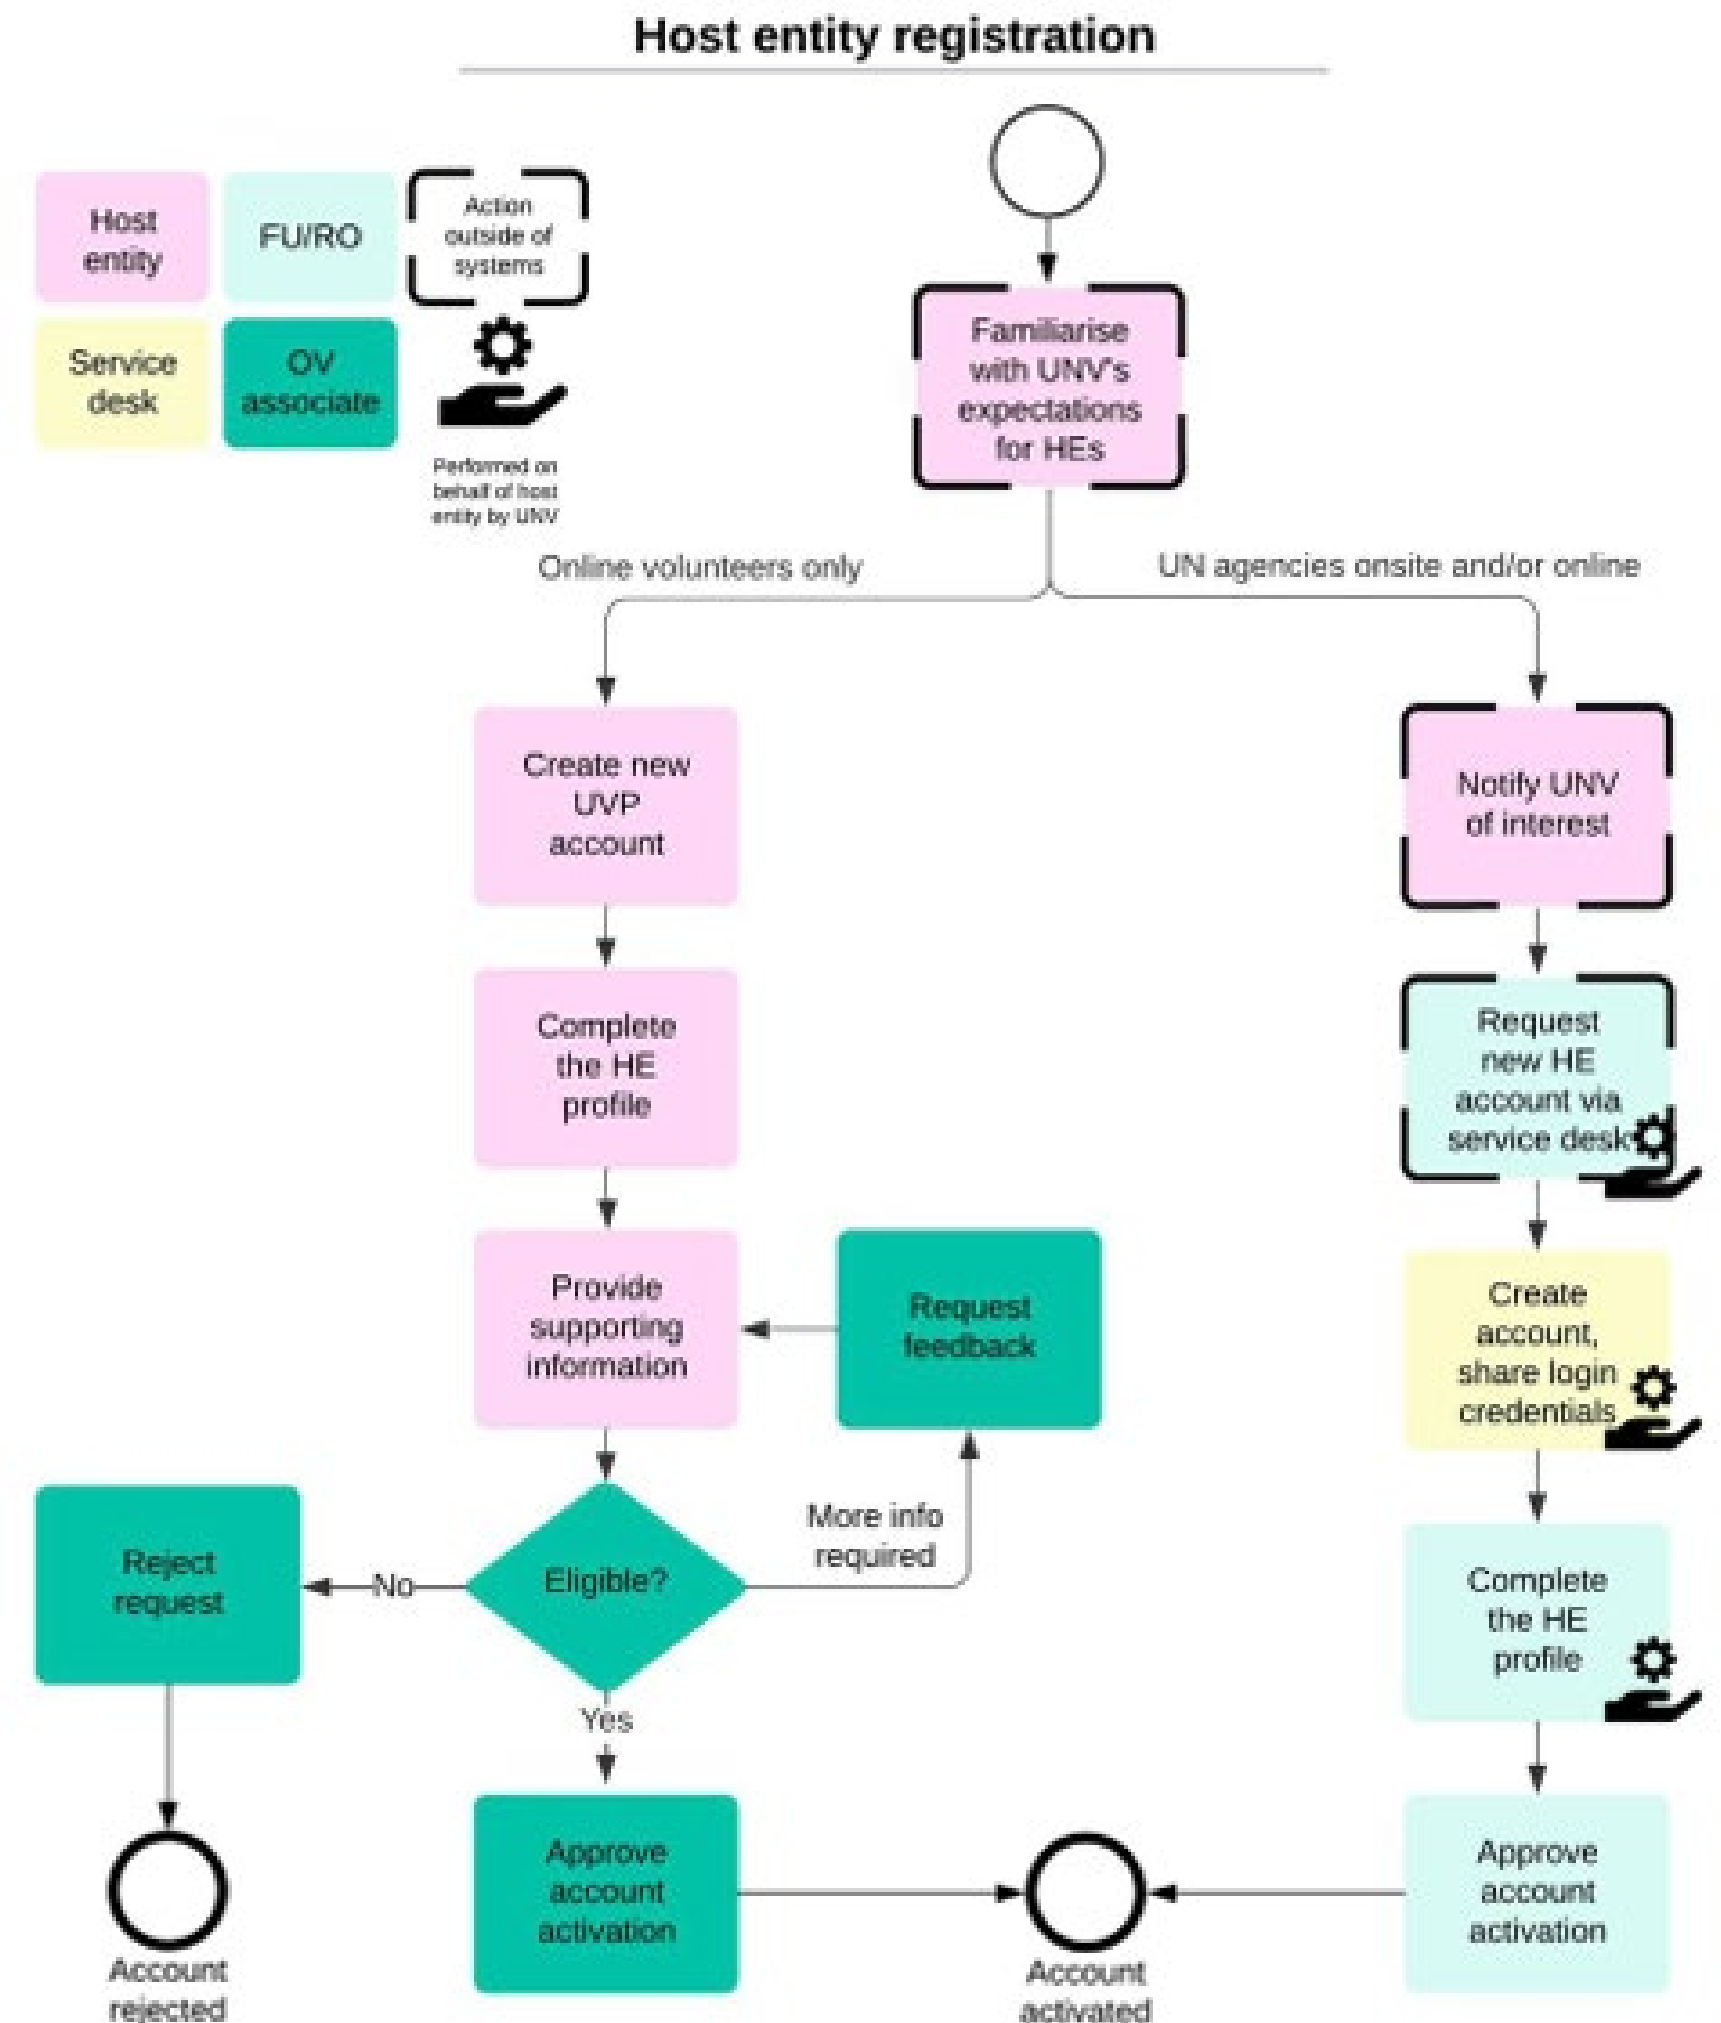 Host entity registration
Host
entity
FU/RO
Action
outside of
systems
Service
desk
OV
associate
Performed on
behalf of host
entity by UNV
Familiarise
with UNV's
expectations
for HEs
Online volunteers only
UN agencies onsite and/or online
Create new
UVP
account
Notify UNV
of interest
Complete
the HE
profile
Request
new HE
account via
service desk
Provide
supporting
information
Request
feedback
Create
account,
share login
credentials
Reject
request
No
Eligible?
More info
required
Complete
the HE
profile
Yes
Approve
account
activation
Approve
account
activation
Account
rejected
Account
activated